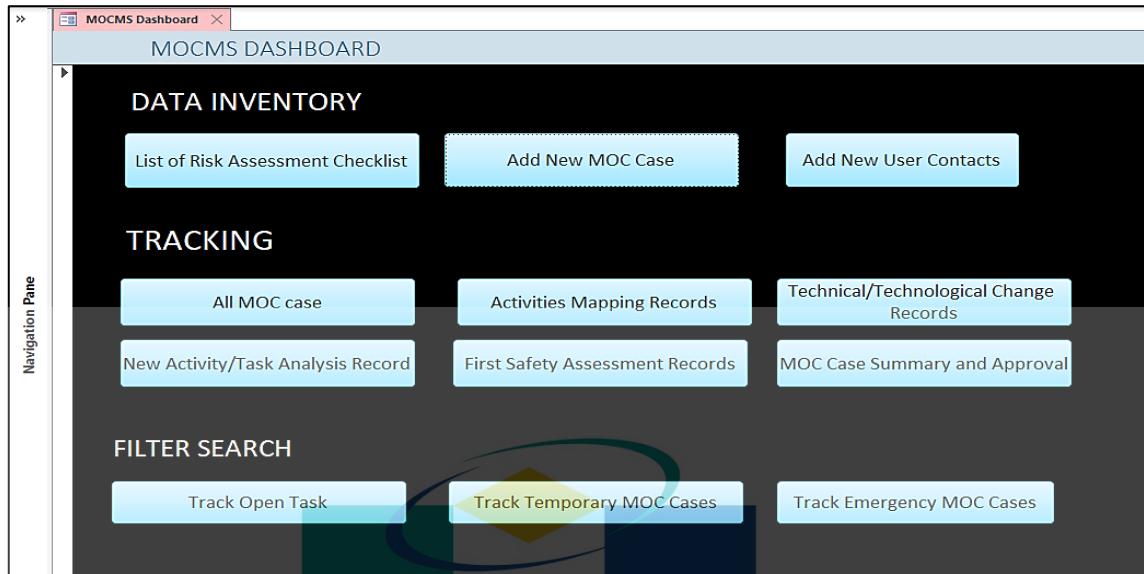 »
MOCMS Dashboard
MOCMS DASHBOARD
Navigation Pane
DATA INVENTORY
List of Risk Assessment Checklist
Add New MOC Case
Add New User Contacts
TRACKING
All MOC case
Activities Mapping Records
Technical/Technological Change
Records
New Activity/Task Analysis Record
First Safety Assessment Records
MOC Case Summary and Approval
FILTER SEARCH
Track Open Task
Track Temporary MOC Cases
Track Emergency MOC Cases